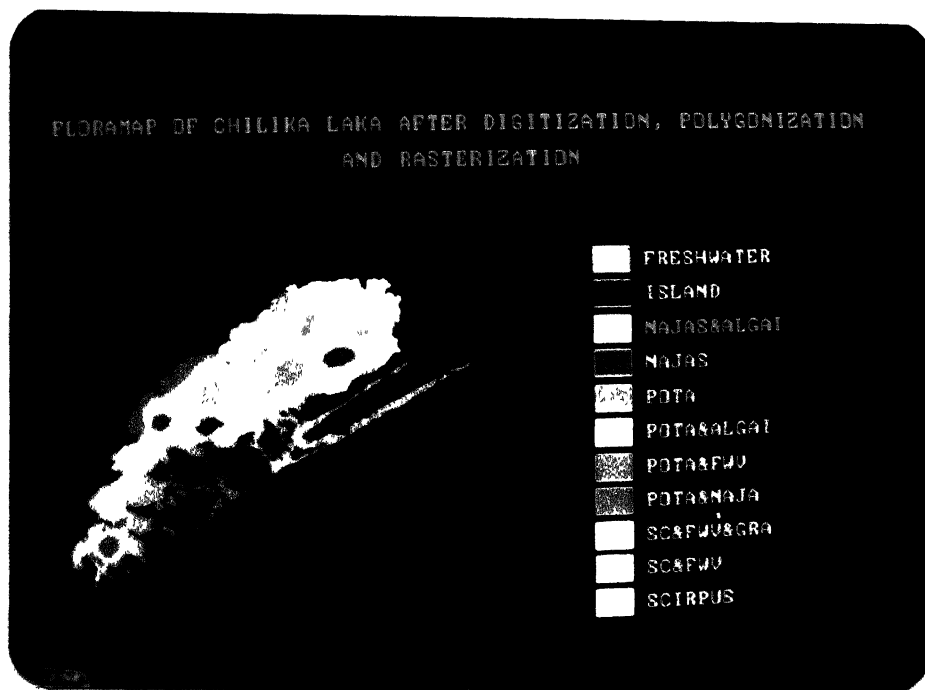 FLORAMAP OF CHILIKA LAKA AFTER DIGITIZATION, POLYGONIZATION
AND RASTERIZATION
FRESHWATER
ISLAND
NAJAS&ALGAI
NAJAS
POTA
POTA&ALGAI
POTA&FWV
POTA&NAJA
SC&FWV&GRA
SC&FWV
SCIRPUS